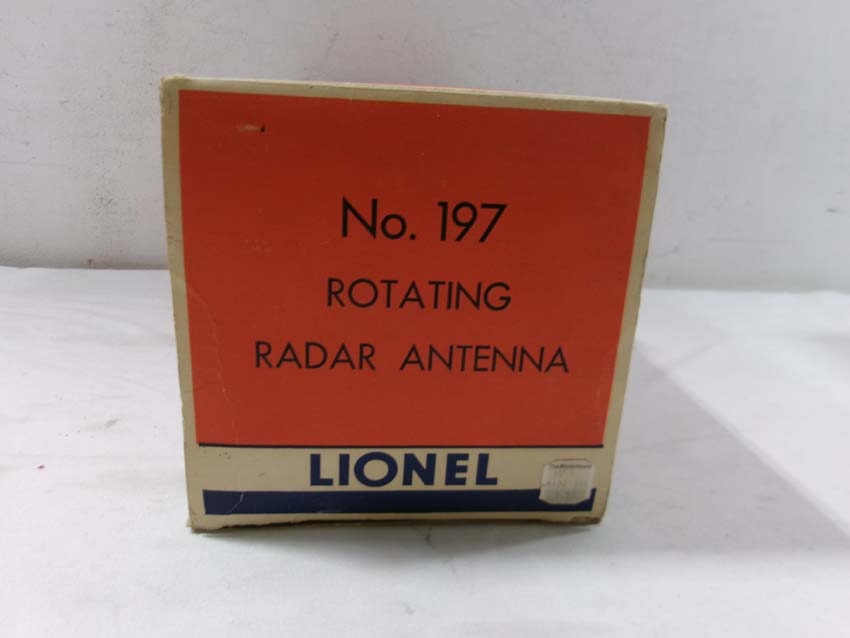 No. 197
ROTATING
RADAR ANTENNA
LIONEL